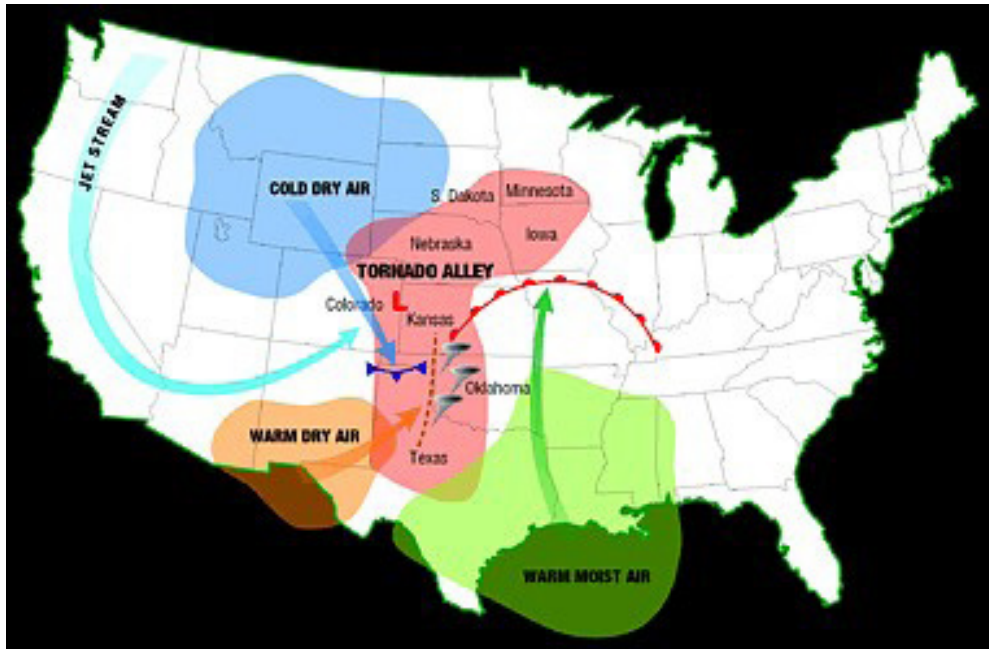 JET STREAM
COLD DRY AIR
S. Dakota
Minnesota
Nebraska
Iowa
TORNADO ALLEY
Colorado
L
Kansas
Oklahoma
WARM DRY AIR
Texas
WARM MOIST AIR